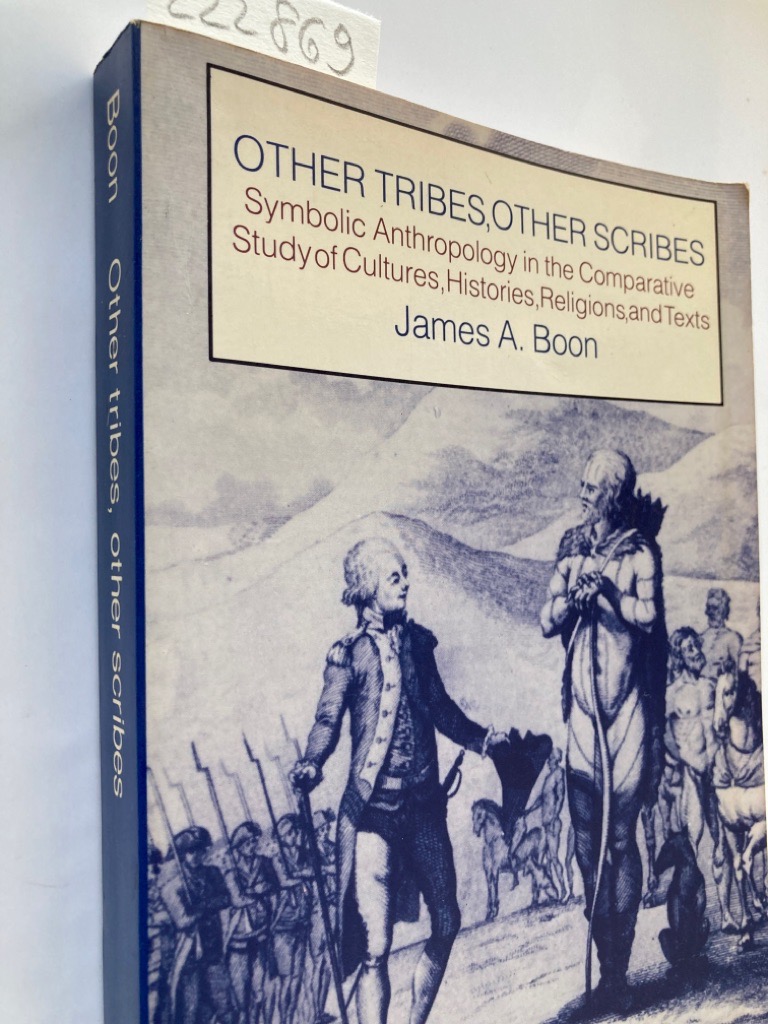 222869
OTHER TRIBES, OTHER SCRIBES
Symbolic Anthropology in the Comparative
Study of Cultures, Histories, Religions, and Texts
James A. Boon
Boon Other tribes, other scribes